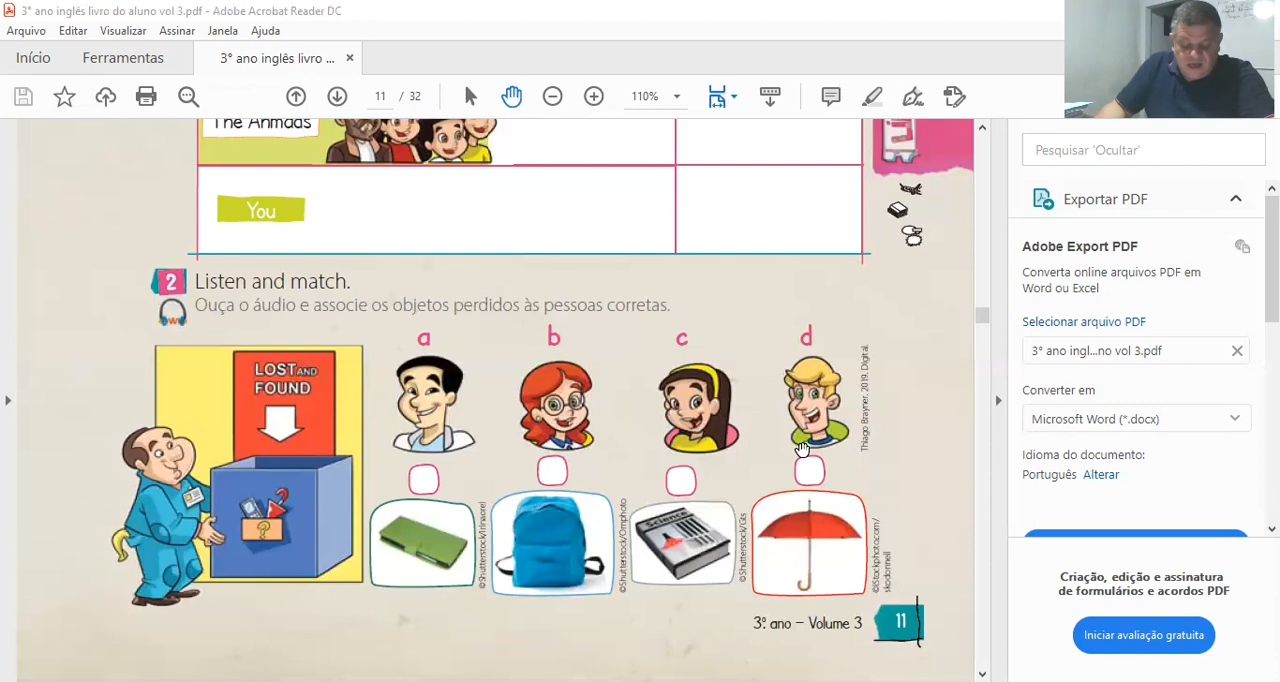 3° ano inglês livro do aluno vol 3.pdf - Adobe Acrobat Reader DC
Arquivo Editar Visualizar Assinar Janela Ajuda
Início Ferramentas 3° ano inglês livro ... ×
11 / 32 110%
The Ahmads
You
2 Listen and match.
Ouça o áudio e associe os objetos perdidos às pessoas corretas.
a b c d
LOST AND
FOUND
Thiago Brayner. 2019. Digital.
Science
©Shutterstock/Irinaorel
©Shutterstock/Omphoto
©Shutterstock/Gts
©iStockphoto.com/
skodonnell
3º. ano – Volume 3 11
Pesquisar 'Ocultar'
Exportar PDF
Adobe Export PDF
Converta online arquivos PDF em
Word ou Excel
Selecionar arquivo PDF
3° ano ingl...no vol 3.pdf
Converter em
Microsoft Word (*.docx)
Idioma do documento:
Português Alterar
Criação, edição e assinatura
de formulários e acordos PDF
Iniciar avaliação gratuita